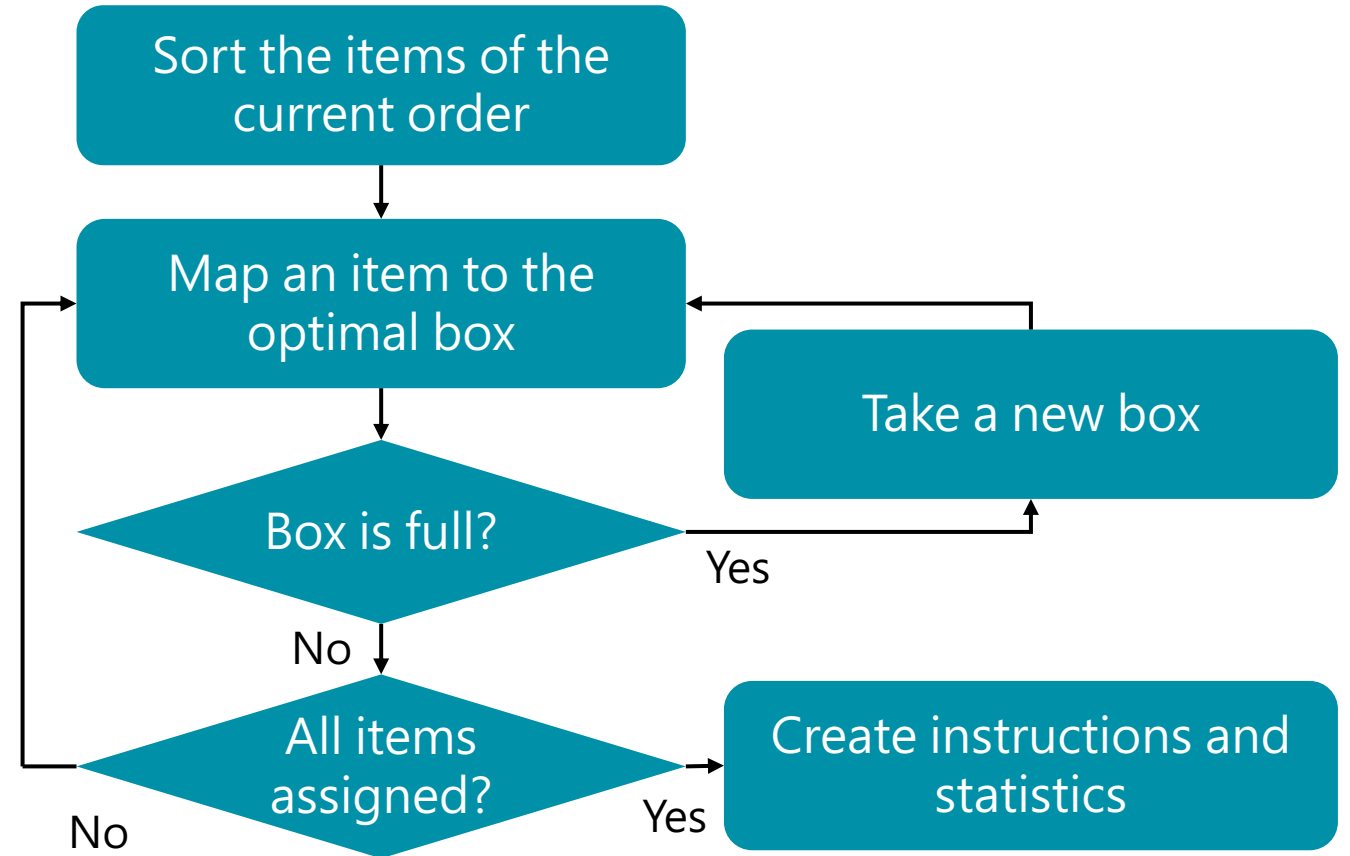 Sort the items of the
current order
Map an item to the
optimal box
Take a new box
Box is full?
Yes
No
All items
assigned?
Create instructions and
statistics
Yes
No